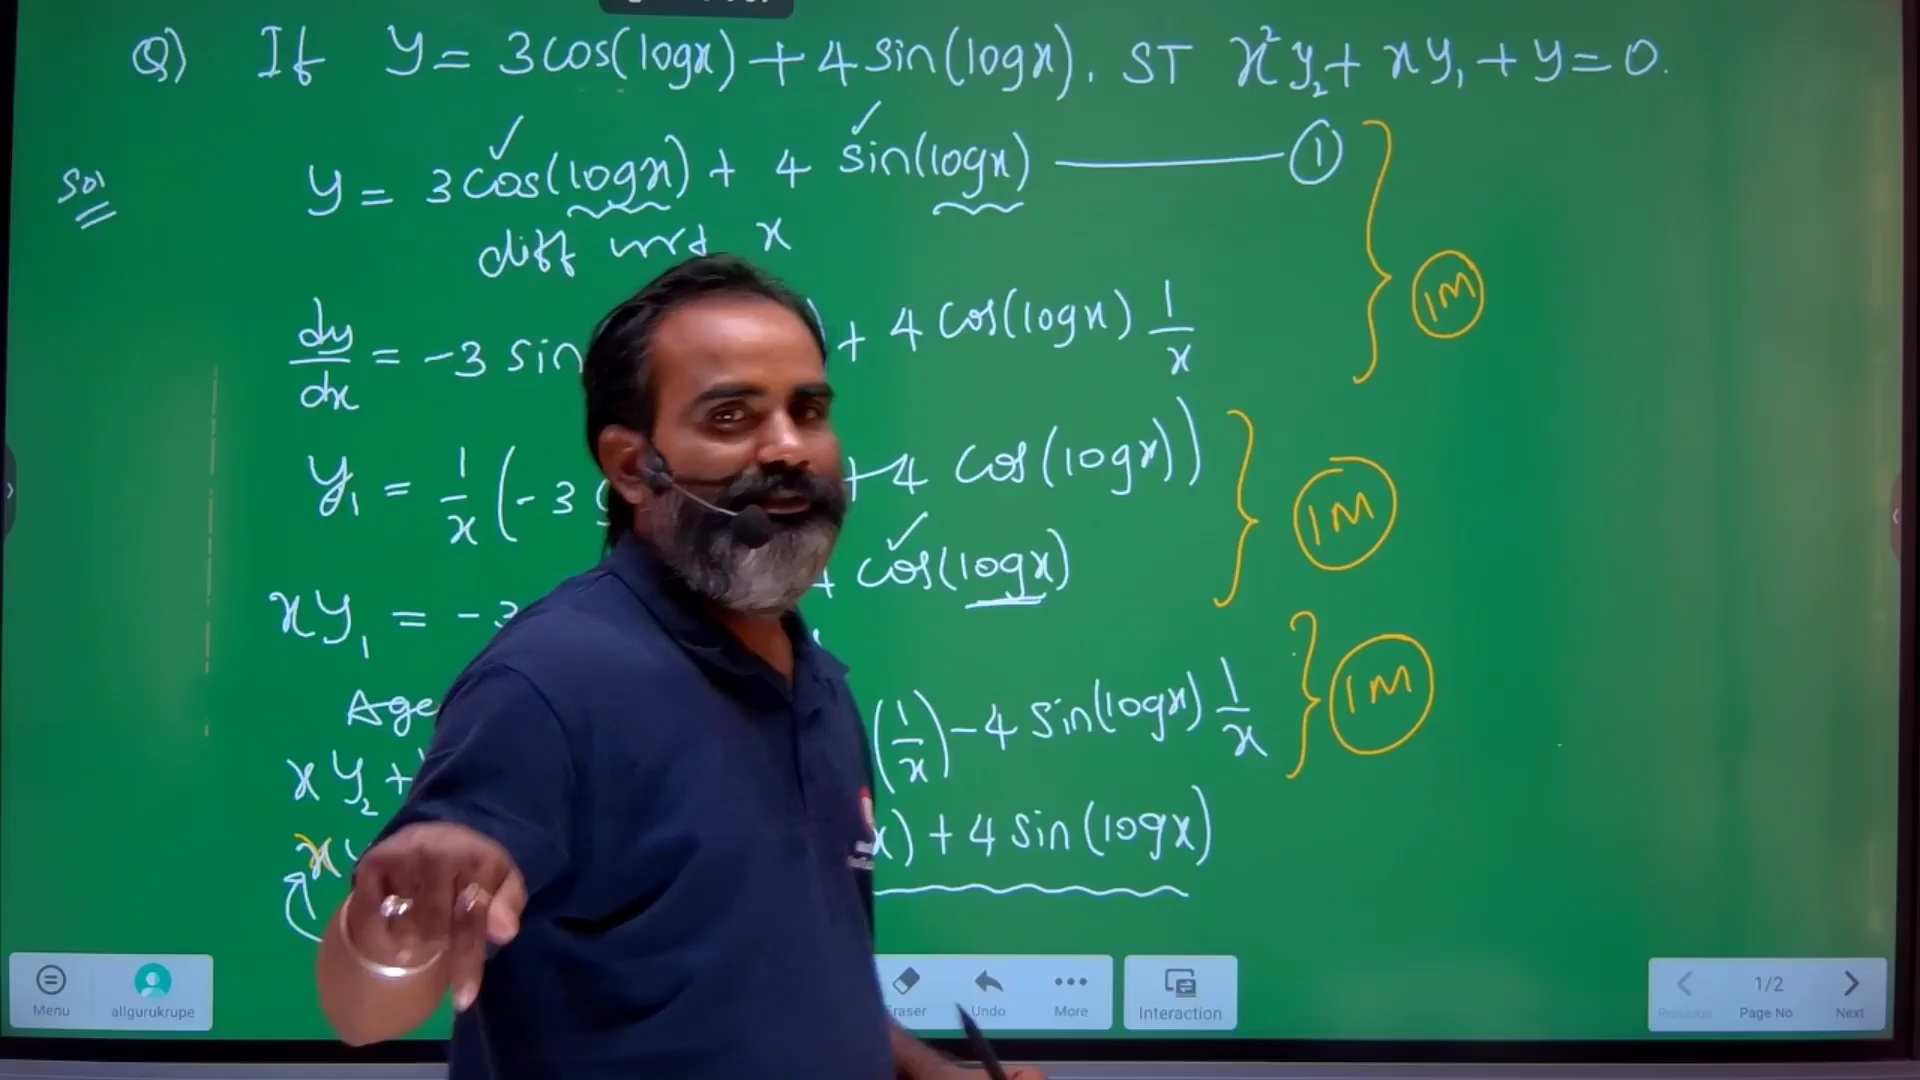 Q) If y = 3cos(logx) + 4 sin(logx). ST x²y₂ + xy₁ + y = 0.
Sol
y = 3cos(logx) + 4 sin(logx) ——— ①
diff wrt x
dy/dx = -3 sin + 4 cos(logx) 1/x
1M
y₁ = 1/x (-3 +4 cos(logx))
1M
xy₁ = -3 cos(logx)
1M
xy₂ + (1/x) - 4 sin(logx) 1/x
x x) + 4 sin(logx)
Menu
allgurukrupe
Eraser
Undo
More
Interaction
Previous
1/2
Page No
Next